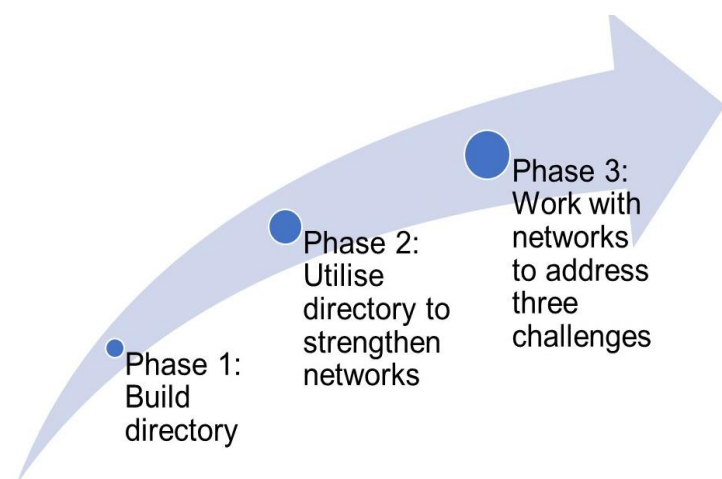 Phase 1:
Build
directory
Phase 2:
Utilise
directory to
strengthen
networks
Phase 3:
Work with
networks
to address
three
challenges